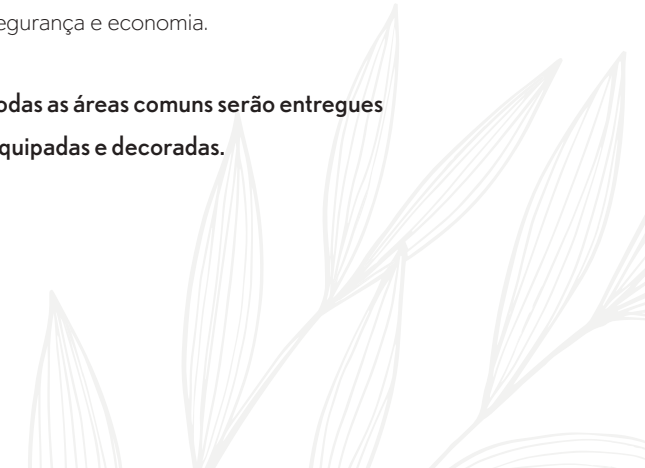 egurança e economia.
odas as áreas comuns serão entregues
quipadas e decoradas.